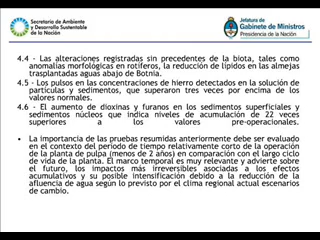 Secretaría de Ambiente
y Desarrollo Sustentable
de la Nación
Jefatura de
Gabinete de Ministros
Presidencia de la Nación
4.4 - Las alteraciones registradas sin precedentes de la biota, tales como
anomalías morfológicas en rotíferos, la reducción de lípidos en las almejas
trasplantadas aguas abajo de Botnia.
4.5 - Los pulsos en las concentraciones de hierro detectados en la solución de
partículas y sedimentos, que superaron tres veces por encima de los
valores normales.
4.6 - El aumento de dioxinas y furanos en los sedimentos superficiales y
sedimentos núcleos que indica niveles de acumulación de 22 veces
superiores a los valores pre-operacionales.
• La importancia de las pruebas resumidas anteriormente debe ser evaluado
en el contexto del período de tiempo relativamente corto de la operación
de la planta de pulpa (menos de 2 años) en comparación con el largo ciclo
de vida de la planta. El marco temporal es muy relevante y advierte sobre
el futuro, los impactos más irreversibles asociadas a los efectos
acumulativos y su posible intensificación debido a la reducción de la
afluencia de agua según lo previsto por el clima regional actual escenarios
de cambio.